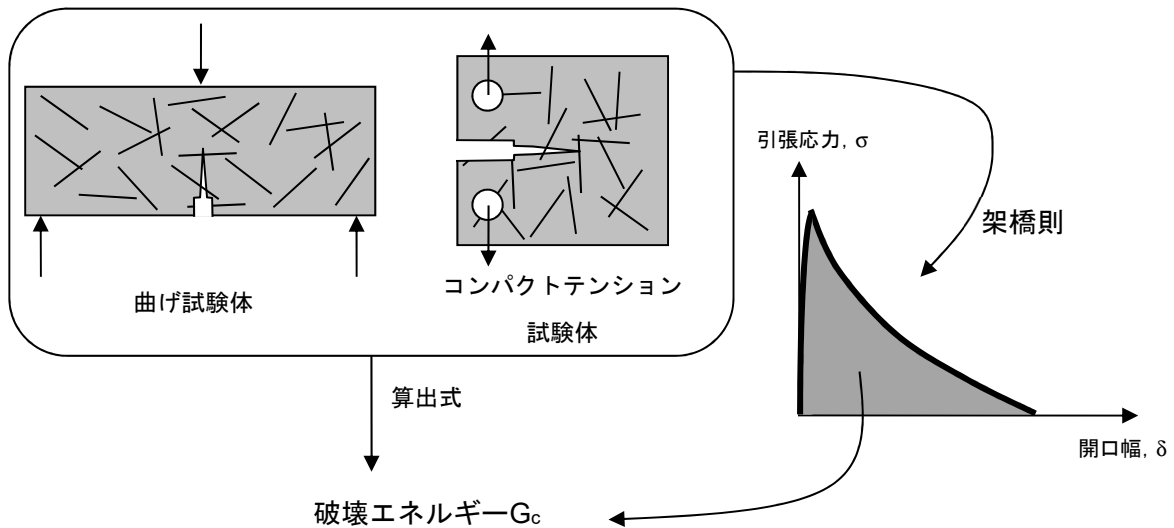 曲げ試験体
コンパクトテンション
試験体
引張応力, σ
架橋則
開口幅, δ
算出式
破壊エネルギーGc